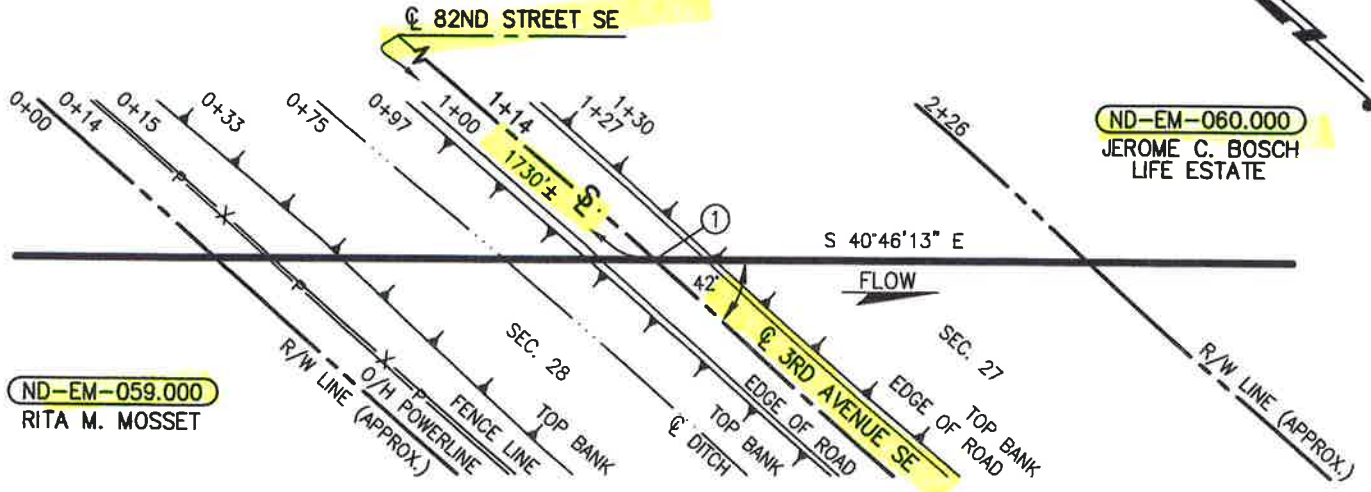 ℄ 82ND STREET SE
0+00
0+14
0+15
0+33
0+75
0+97
1+00
1+14
1+27
1+30
2+26
ND-EM-060.000
JEROME C. BOSCH
LIFE ESTATE
1730'±
1
S 40°46'13" E
42°
FLOW
ND-EM-059.000
RITA M. MOSSET
R/W LINE (APPROX.)
O/H POWERLINE
FENCE LINE
TOP BANK
SEC. 28
℄ DITCH
TOP BANK
EDGE OF ROAD
℄ 3RD AVENUE SE
EDGE OF ROAD
TOP BANK
SEC. 27
R/W LINE (APPROX.)
P
X
P
X
P